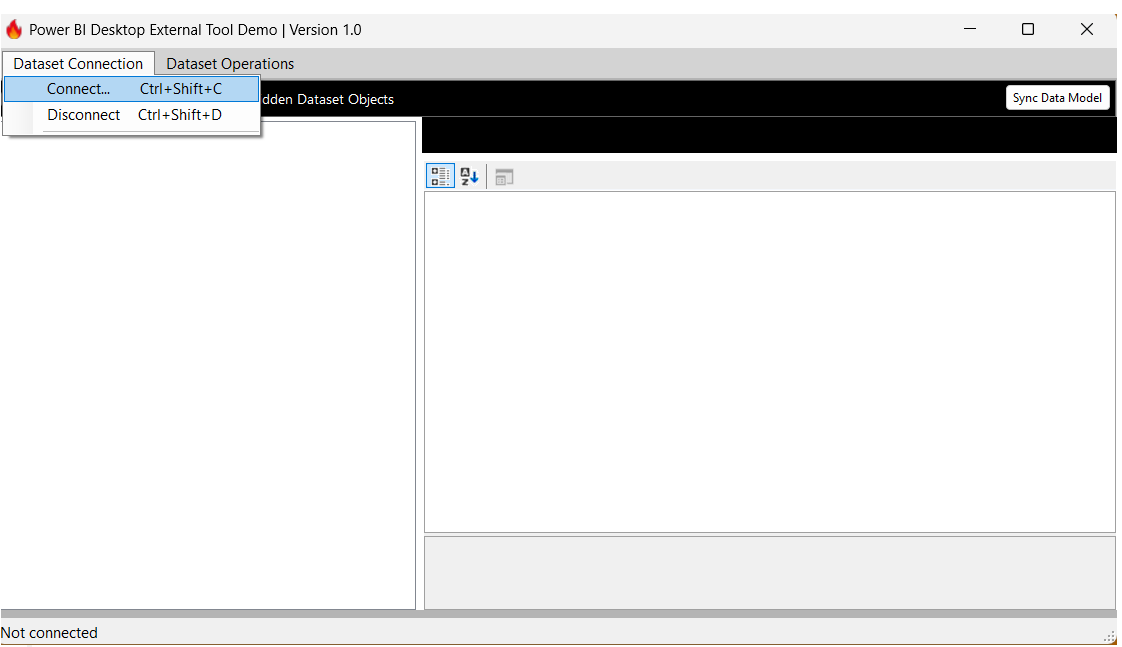 Power BI Desktop External Tool Demo | Version 1.0
Dataset Connection Dataset Operations
Connect... Ctrl+Shift+C
Disconnect Ctrl+Shift+D
dden Dataset Objects
Sync Data Model
Not connected